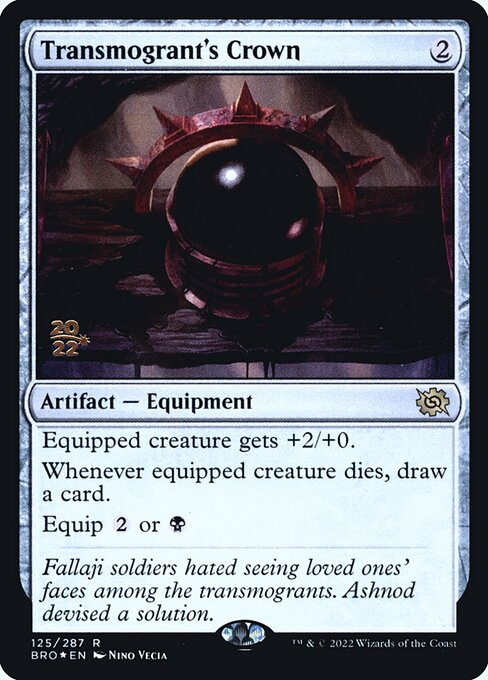 Transmogrant's Crown 2
20
22
Artifact — Equipment
Equipped creature gets +2/+0.
Whenever equipped creature dies, draw
a card.
Equip 2 or
Fallaji soldiers hated seeing loved ones'
faces among the transmogrants. Ashnod
devised a solution.
125/287 R
BRO★EN Nino Vecia
™ & © 2022 Wizards of the Coast